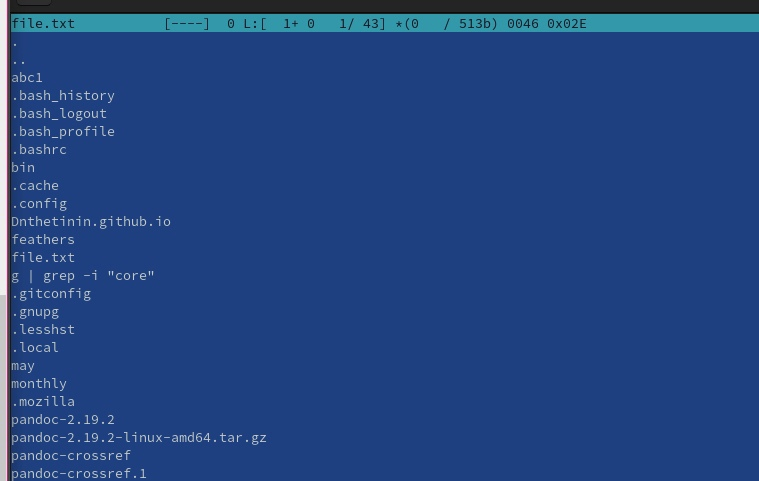 file.txt [----] 0 L:[ 1+ 0 1/ 43] *(0 / 513b) 0046 0x02E
.
..
abc1
.bash_history
.bash_logout
.bash_profile
.bashrc
bin
.cache
.config
Dnthetinin.github.io
feathers
file.txt
g | grep -i "core"
.gitconfig
.gnupg
.lesshst
.local
may
monthly
.mozilla
pandoc-2.19.2
pandoc-2.19.2-linux-amd64.tar.gz
pandoc-crossref
pandoc-crossref.1